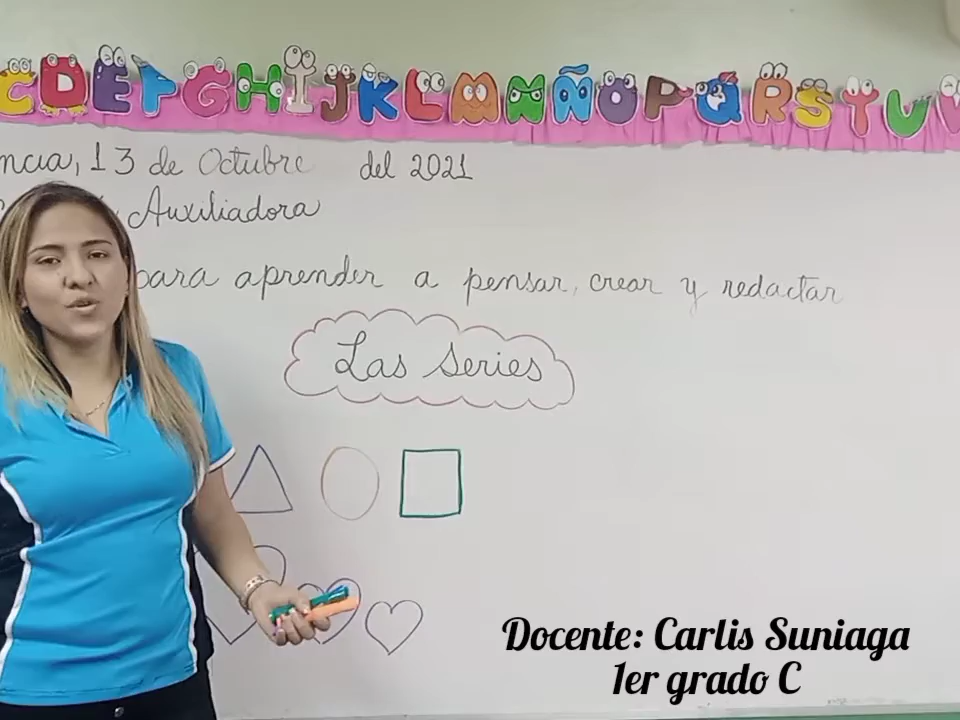 C D E F G H I J K L M N Ñ O P Q R S T U V
ncia, 13 de Octubre del 2021
Auxiliadora
para aprender a pensar, crear y redactar
Las Series
Docente: Carlis Suniaga
1er grado C